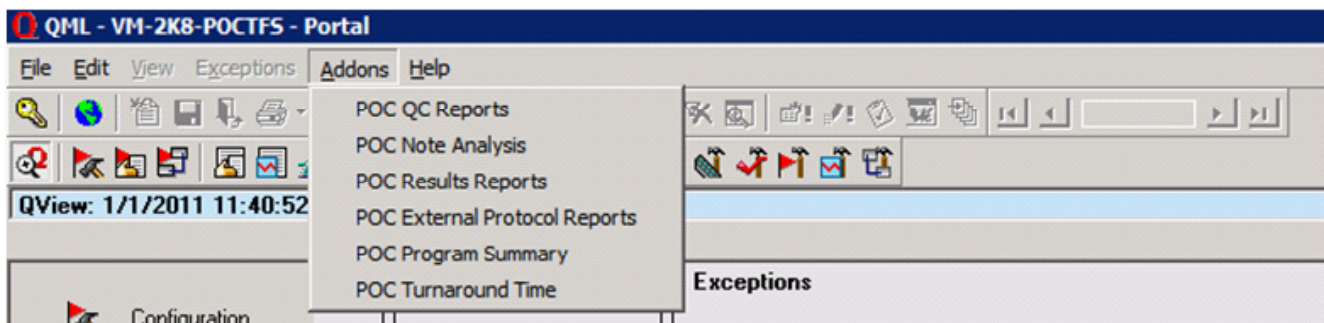 QML - VM-2K8-POCTFS - Portal
File Edit View Exceptions Addons Help
POC QC Reports
POC Note Analysis
POC Results Reports
QView: 1/1/2011 11:40:52
POC External Protocol Reports
POC Program Summary
POC Turnaround Time
Exceptions
Configuration